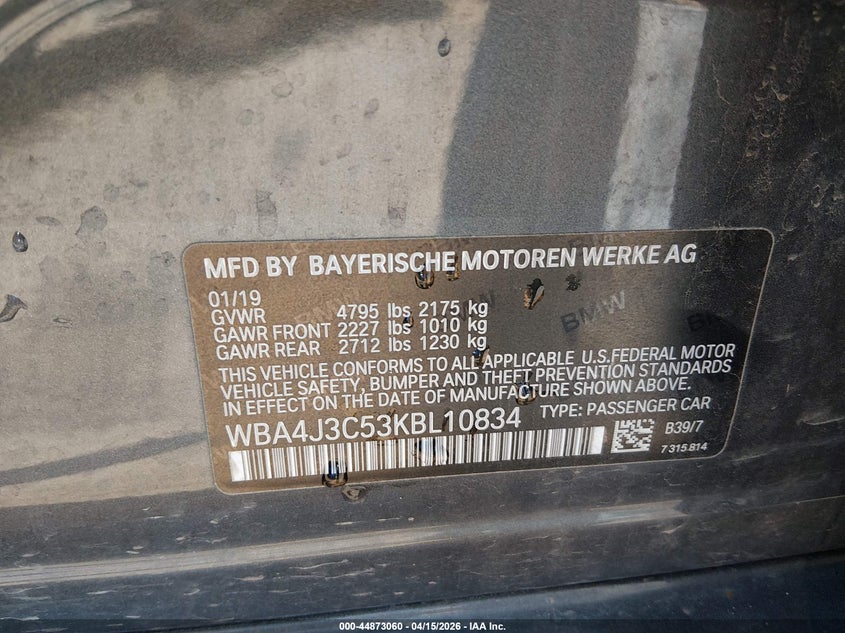 MFD BY BAYERISCHE MOTOREN WERKE AG
01/19
GVWR 4795 lbs 2175 kg
GAWR FRONT 2227 lbs 1010 kg
GAWR REAR 2712 lbs 1230 kg
THIS VEHICLE CONFORMS TO ALL APPLICABLE U.S.FEDERAL MOTOR
VEHICLE SAFETY, BUMPER AND THEFT PREVENTION STANDARDS
IN EFFECT ON THE DATE OF MANUFACTURE SHOWN ABOVE.
WBA4J3C53KBL10834 TYPE: PASSENGER CAR
B39/7
7315.814
BMW
000-44873060 - 04/15/2026 - IAA Inc.